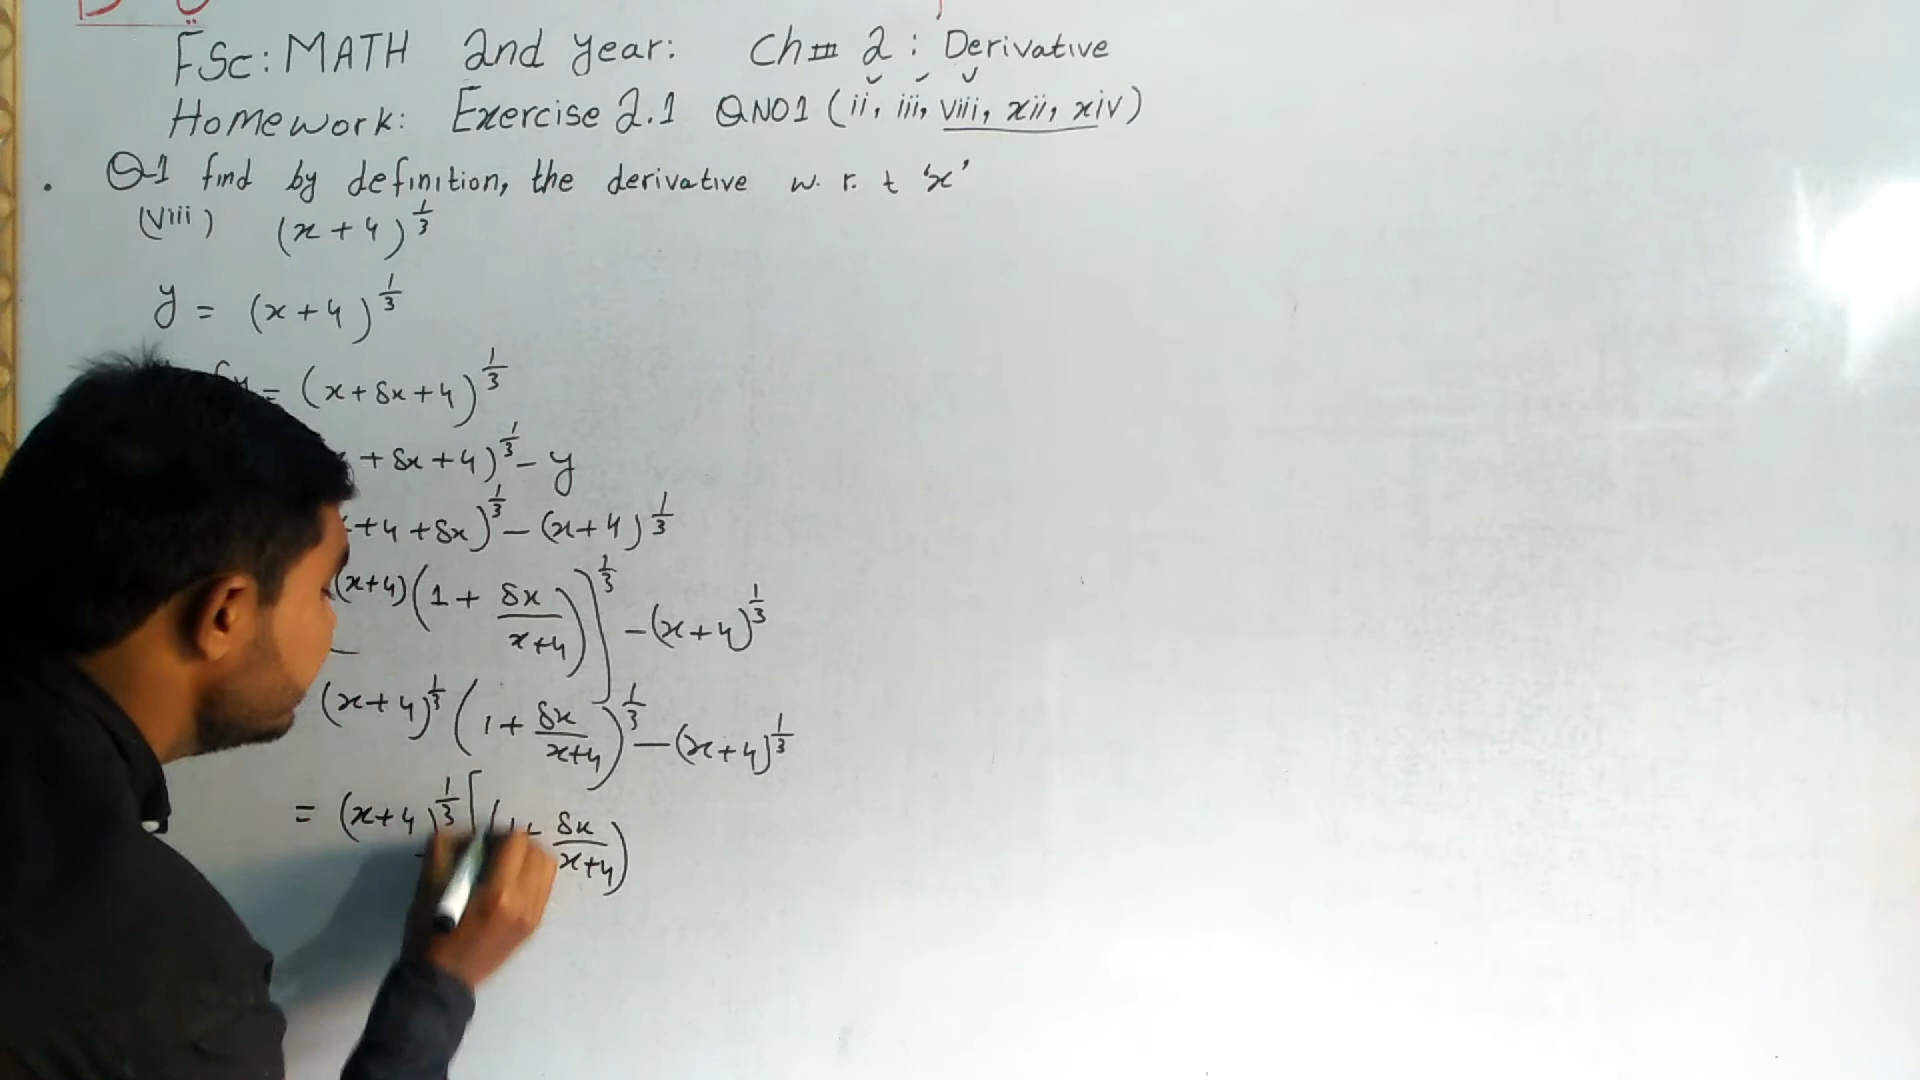 FSc: MATH 2nd year: Ch# 2: Derivative
Homework: Exercise 2.1 QNO1 (ii, iii, viii, xii, xiv)
Q1 find by definition, the derivative w. r. t 'x'
(viii) (x+4)^{1/3}
y = (x+4)^{1/3}
= (x+δx+4)^{1/3}
+δx+4)^{1/3} - y
+4+δx)^{1/3} - (x+4)^{1/3}
(x+4)(1+ δx/(x+4))]^{1/3} - (x+4)^{1/3}
(x+4)^{1/3} (1+ δx/(x+4))^{1/3} - (x+4)^{1/3}
= (x+4)^{1/3} [(1+ δx/(x+4))